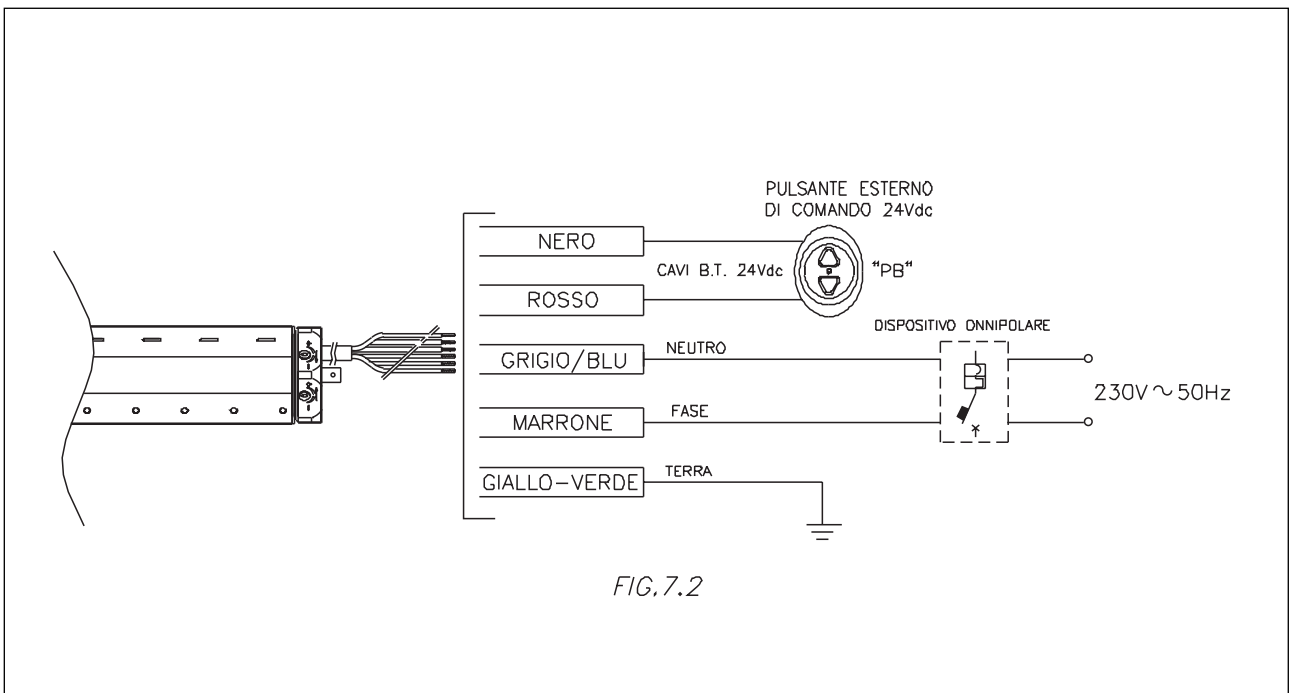 PULSANTE ESTERNO
DI COMANDO 24Vdc
NERO
CAVI B.T. 24Vdc
"PB"
ROSSO
DISPOSITIVO ONNIPOLARE
GRIGIO/BLU
NEUTRO
230V ~ 50Hz
MARRONE
FASE
GIALLO-VERDE
TERRA
FIG.7.2